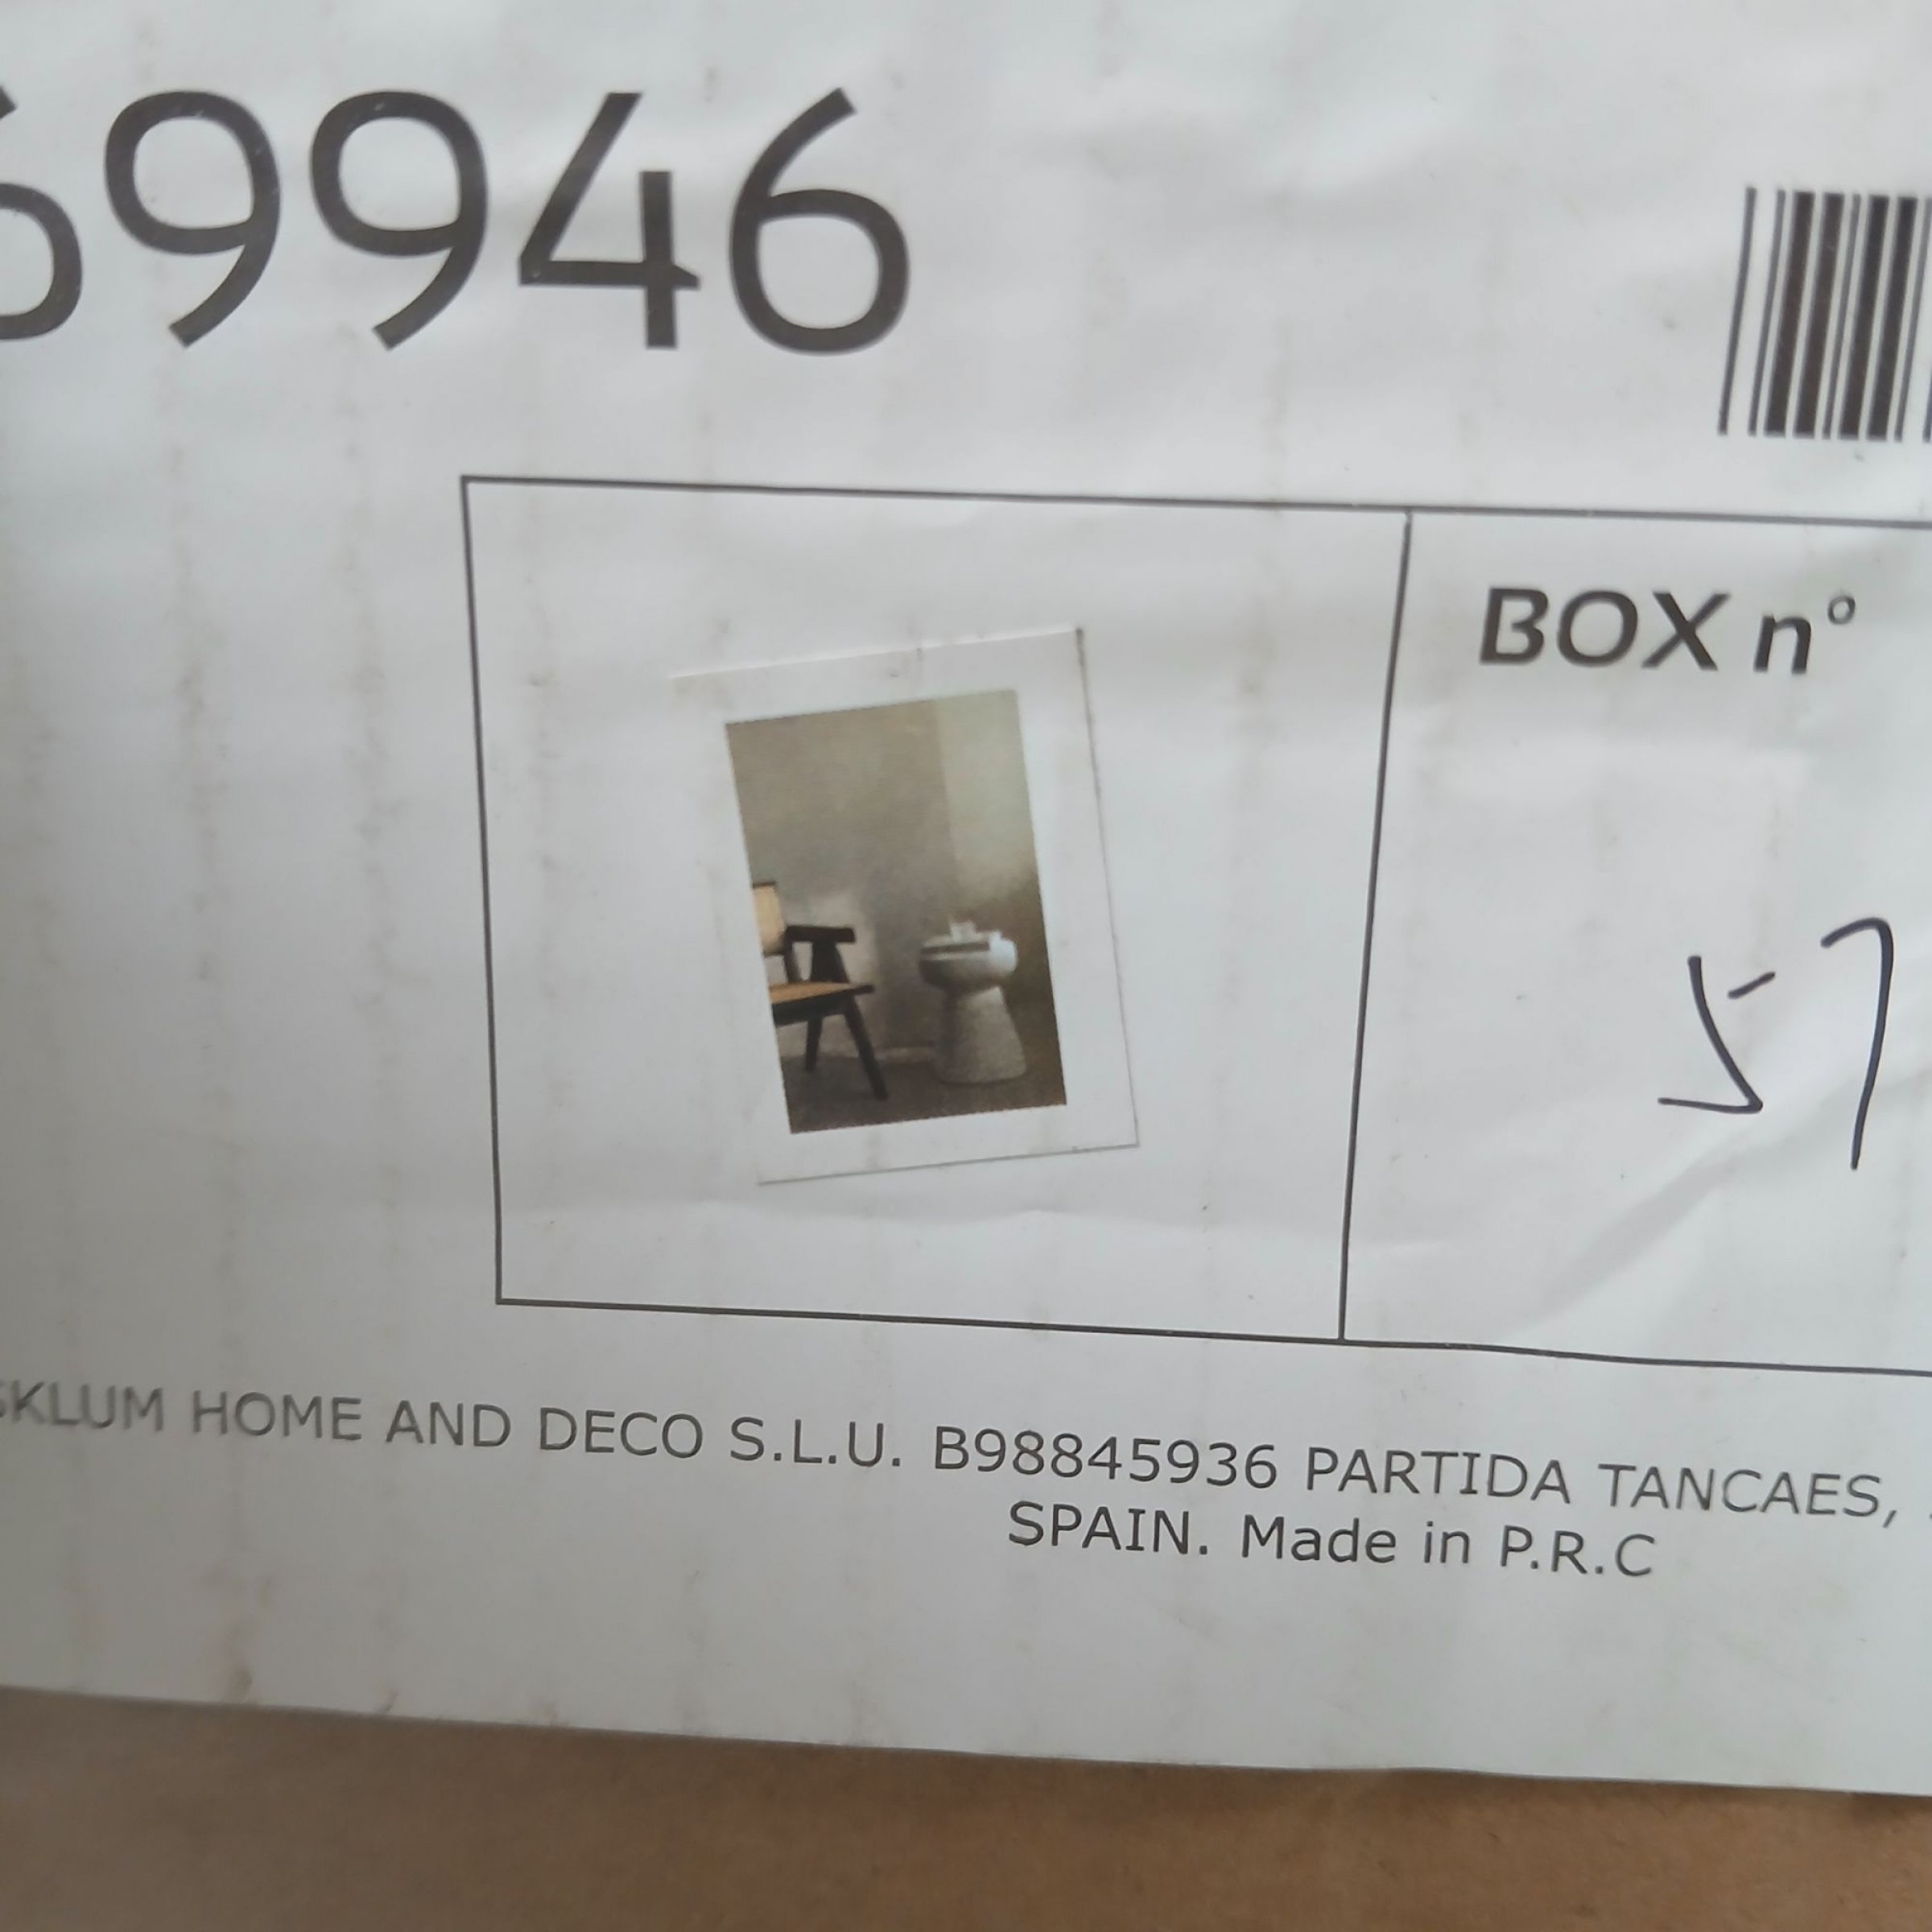 69946
BOX n°
57
SKLUM HOME AND DECO S.L.U. B98845936 PARTIDA TANCAES,
SPAIN. Made in P.R.C